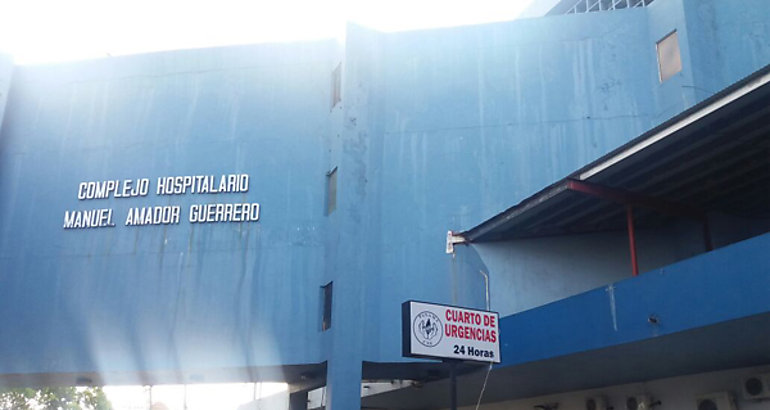 COMPLEJO HOSPITALARIO
MANUEL AMADOR GUERRERO
CUARTO DE
URGENCIAS
24 Horas